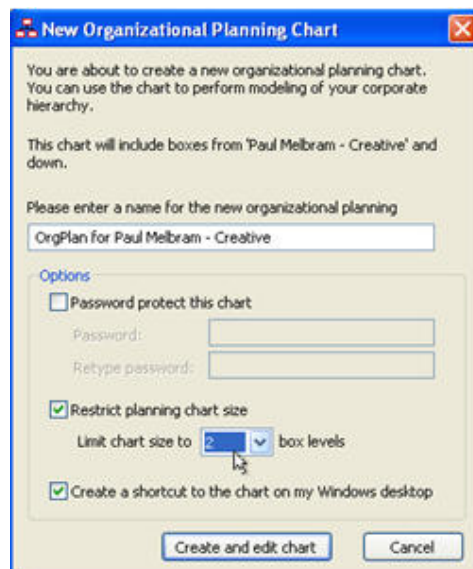 New Organizational Planning Chart
You are about to create a new organizational planning chart.
You can use the chart to perform modeling of your corporate
hierarchy.
This chart will include boxes from 'Paul Melbram - Creative' and
down.
Please enter a name for the new organizational planning
OrgPlan for Paul Melbram - Creative
Options
Password protect this chart
Password:
Retype password:
Restrict planning chart size
Limit chart size to 2 box levels
Create a shortcut to the chart on my Windows desktop
Create and edit chart Cancel